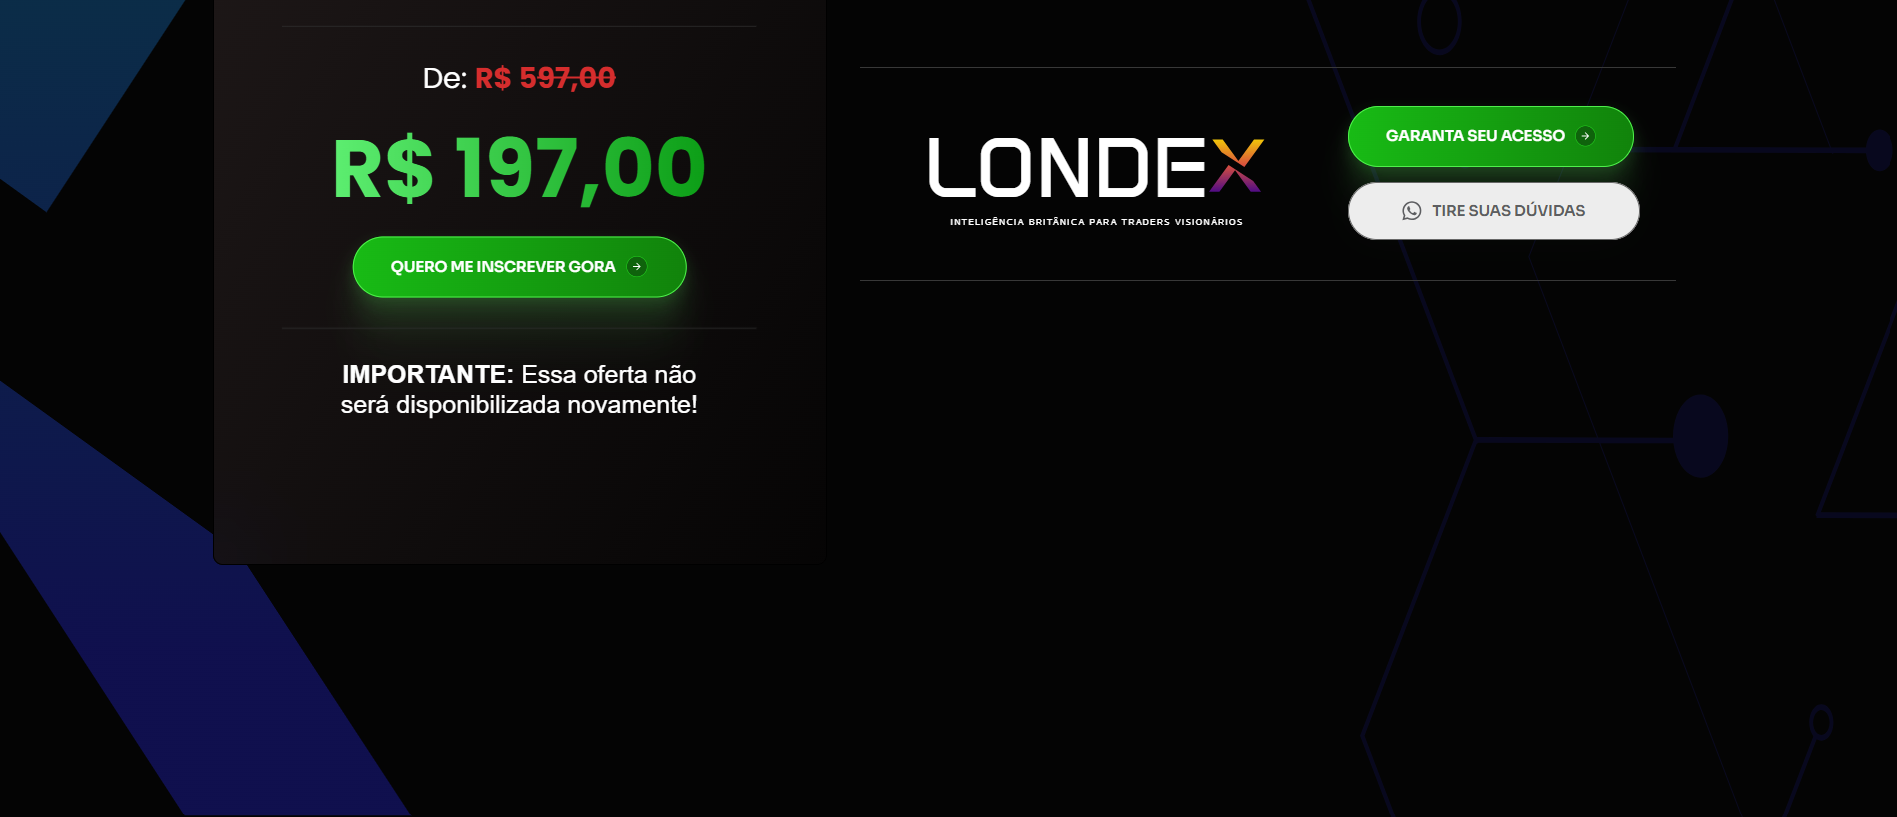 De: R$ 597,00
R$ 197,00
QUERO ME INSCREVER GORA
IMPORTANTE: Essa oferta não
será disponibilizada novamente!
LONDEX
INTELIGÊNCIA BRITÂNICA PARA TRADERS VISIONÁRIOS
GARANTA SEU ACESSO
TIRE SUAS DÚVIDAS